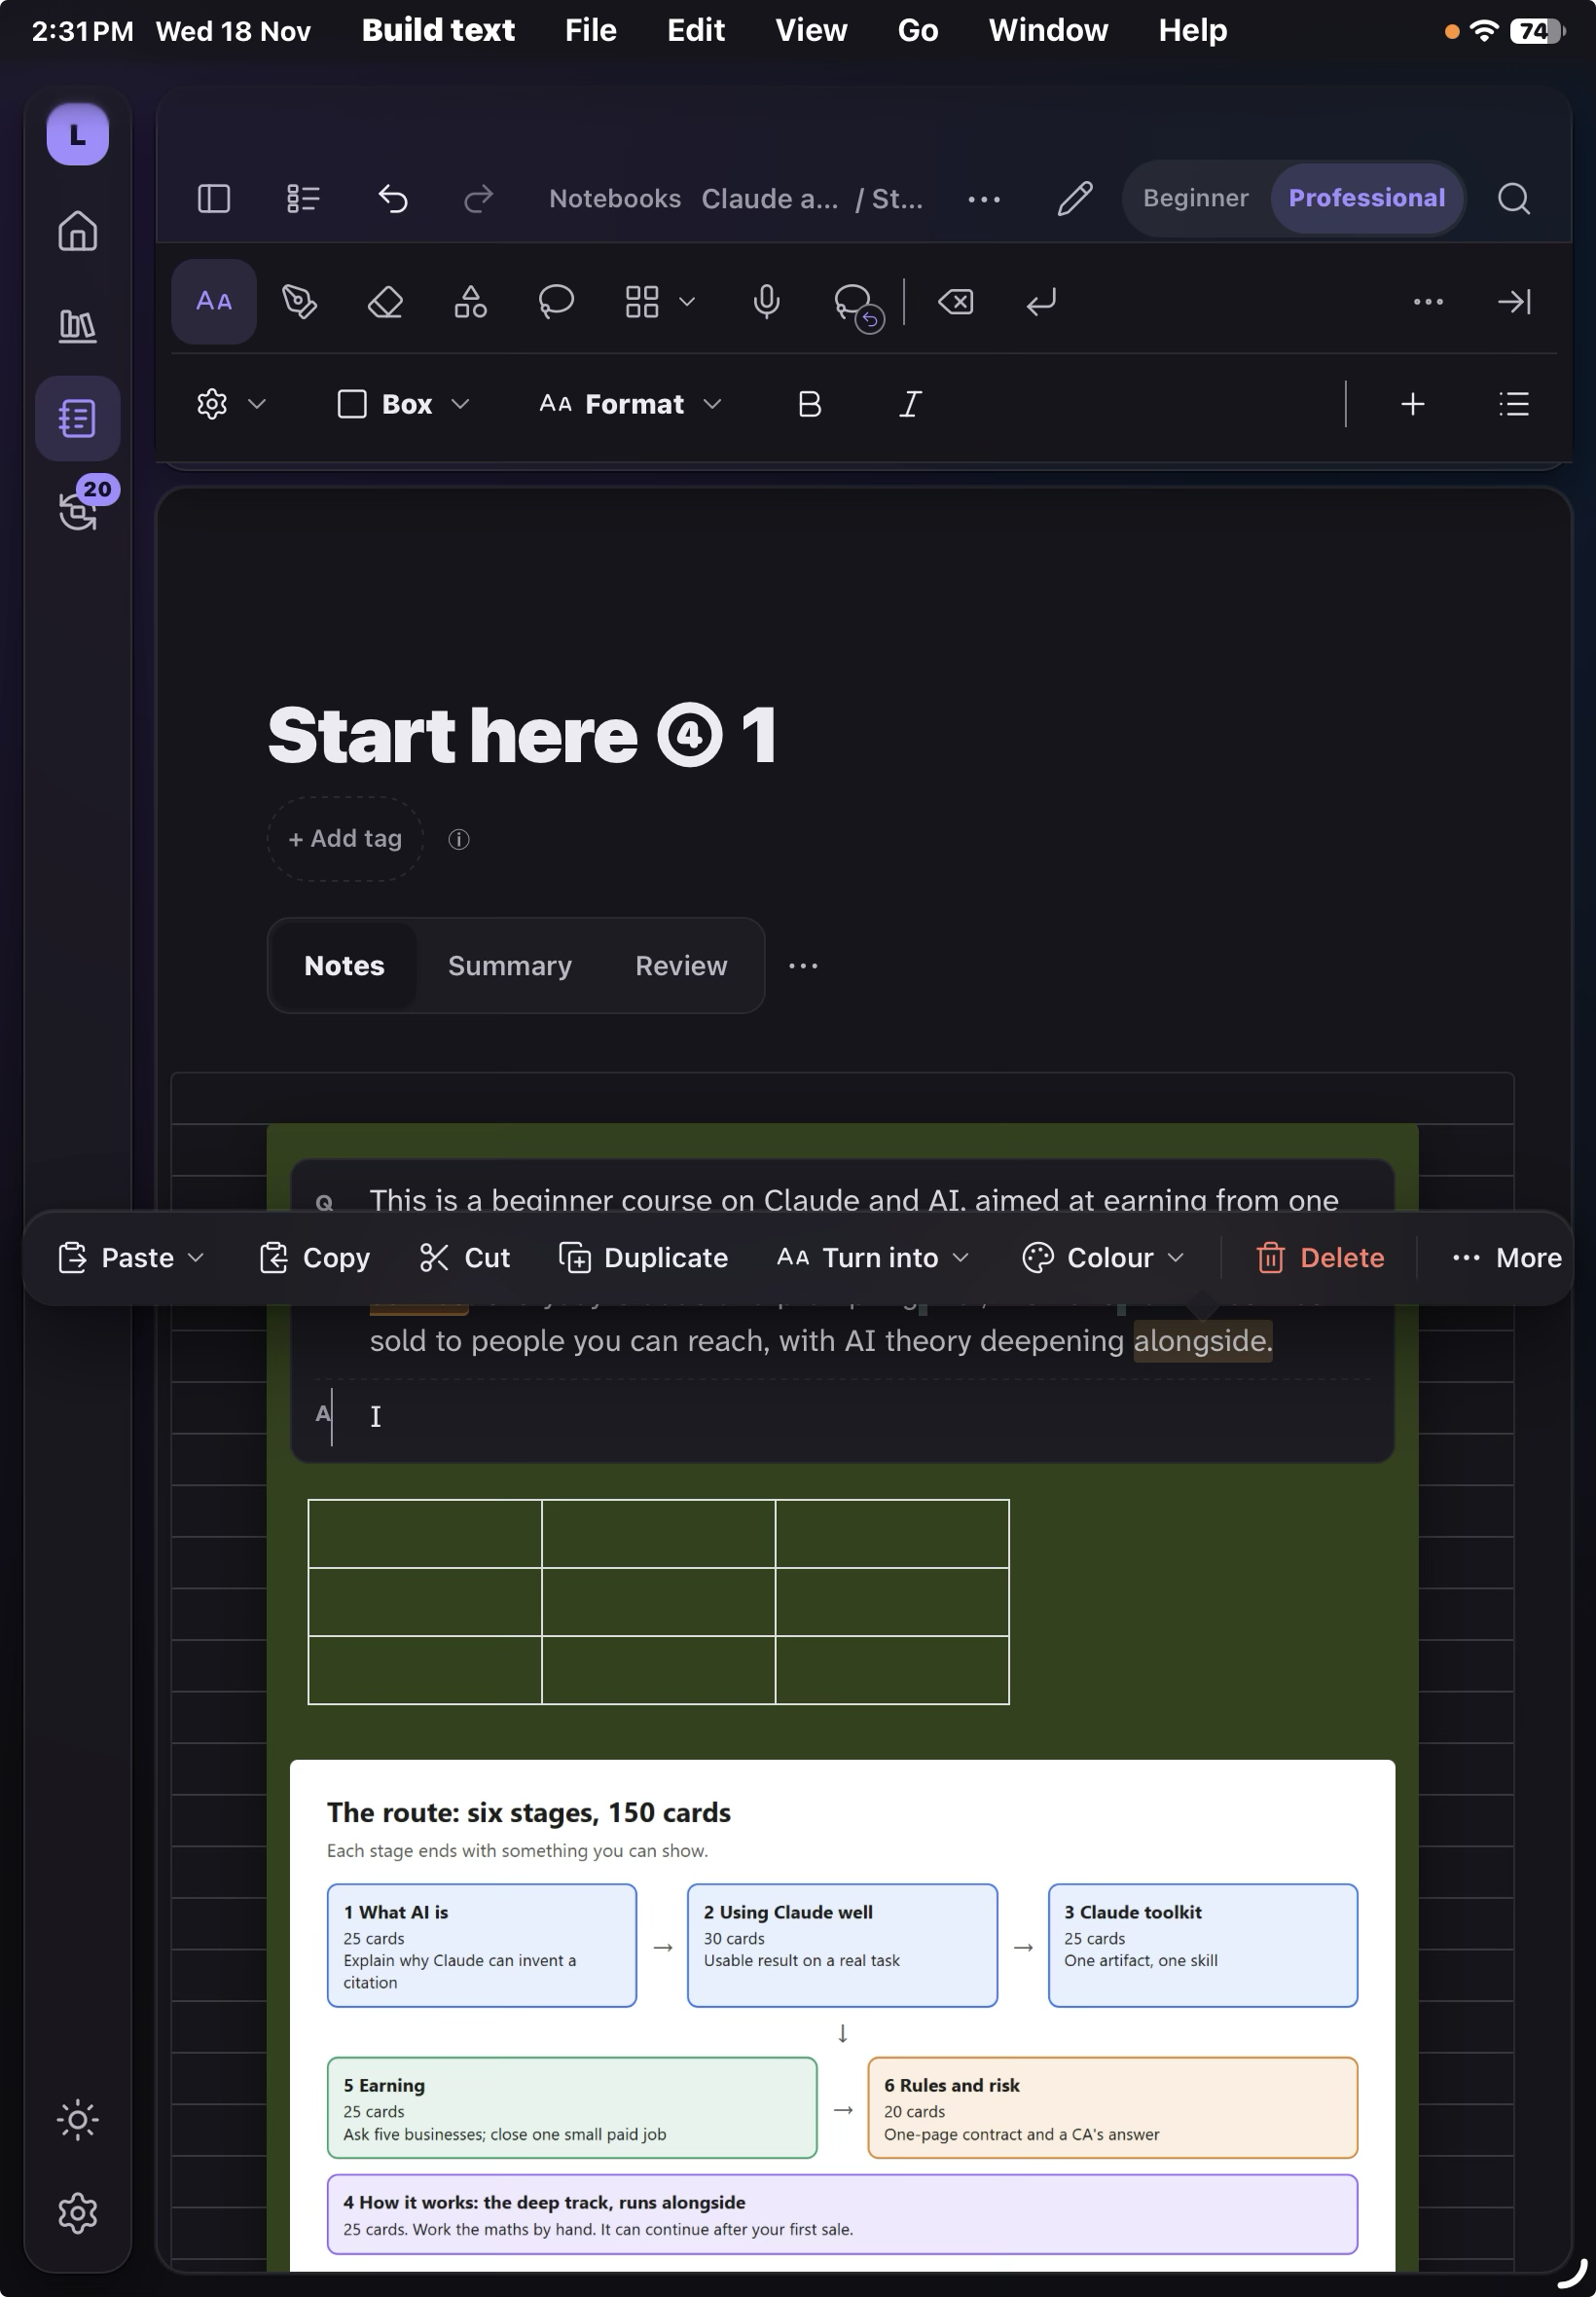 2:31 PM Wed 18 Nov Build text File Edit View Go Window Help 74
L
Notebooks Claude a... / St... Beginner Professional
20
Box Aa Format B I
Start here ④ 1
+ Add tag
Notes Summary Review
Q This is a beginner course on Claude and AI, aimed at earning from one
Paste Copy Cut Duplicate Aa Turn into Colour Delete More
sold to people you can reach, with AI theory deepening alongside.
A I
The route: six stages, 150 cards
Each stage ends with something you can show.
1 What AI is
25 cards
Explain why Claude can invent a
citation
2 Using Claude well
30 cards
Usable result on a real task
3 Claude toolkit
25 cards
One artifact, one skill
5 Earning
25 cards
Ask five businesses; close one small paid job
6 Rules and risk
20 cards
One-page contract and a CA's answer
4 How it works: the deep track, runs alongside
25 cards. Work the maths by hand. It can continue after your first sale.